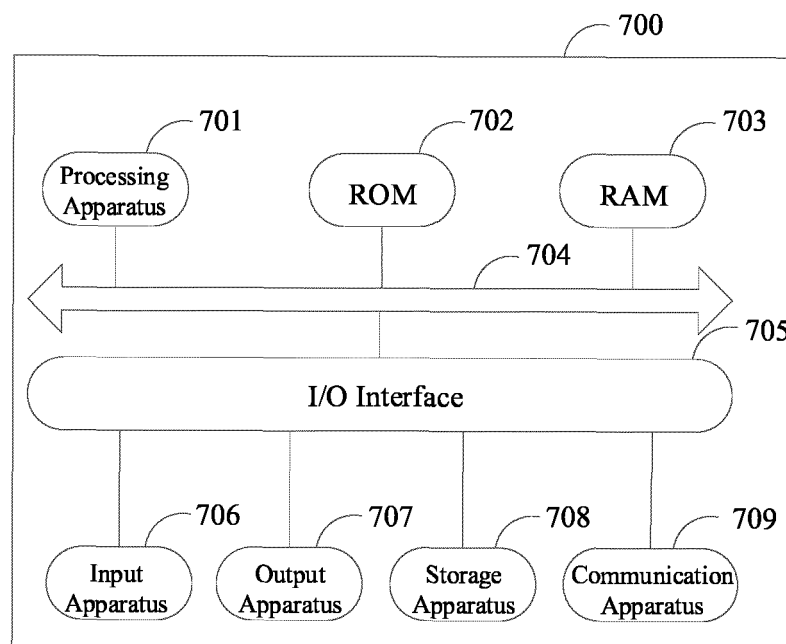 700
701
702
703
Processing
Apparatus
ROM
RAM
704
705
I/O Interface
706
707
708
709
Input
Apparatus
Output
Apparatus
Storage
Apparatus
Communication
Apparatus